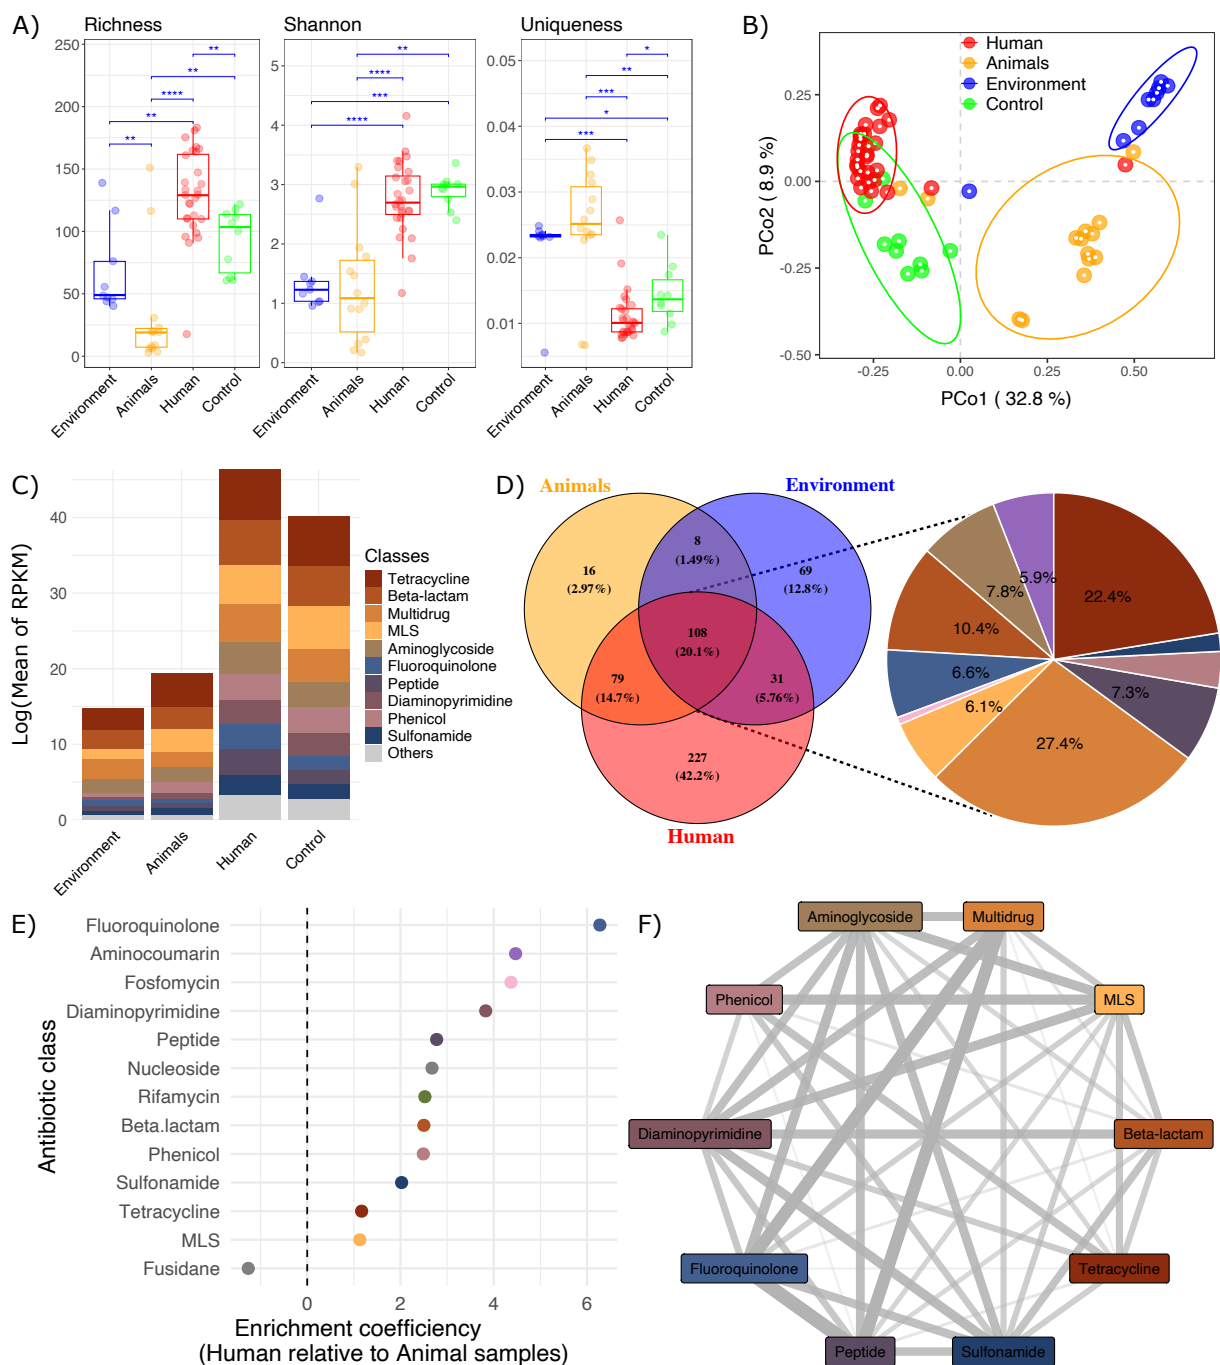 A)
Richness
Shannon
Uniqueness
250
200
150
100
50
0
**
**
****
**
**
Environment
Animals
Human
Control
5
4
3
2
1
0
**
****
***
****
Environment
Animals
Human
Control
0.05
0.04
0.03
0.02
0.01
*
**
***
*
***
Environment
Animals
Human
Control
B)
Human
Animals
Environment
Control
PCo2 ( 8.9 %)
0.25
0.00
-0.25
-0.50
-0.25
0.00
0.25
0.50
PCo1 ( 32.8 %)
C)
Log(Mean of RPKM)
40
30
20
10
0
Environment
Animals
Human
Control
Classes
Tetracycline
Beta-lactam
Multidrug
MLS
Aminoglycoside
Fluoroquinolone
Peptide
Diaminopyrimidine
Phenicol
Sulfonamide
Others
D)
Animals
Environment
Human
16
(2.97%)
8
(1.49%)
69
(12.8%)
108
(20.1%)
79
(14.7%)
31
(5.76%)
227
(42.2%)
5.9%
7.8%
22.4%
10.4%
6.6%
7.3%
6.1%
27.4%
E)
Antibiotic class
Fluoroquinolone
Aminocoumarin
Fosfomycin
Diaminopyrimidine
Peptide
Nucleoside
Rifamycin
Beta.lactam
Phenicol
Sulfonamide
Tetracycline
MLS
Fusidane
0
2
4
6
Enrichment coefficiency
(Human relative to Animal samples)
F)
Aminoglycoside
Multidrug
Phenicol
MLS
Diaminopyrimidine
Beta-lactam
Fluoroquinolone
Tetracycline
Peptide
Sulfonamide